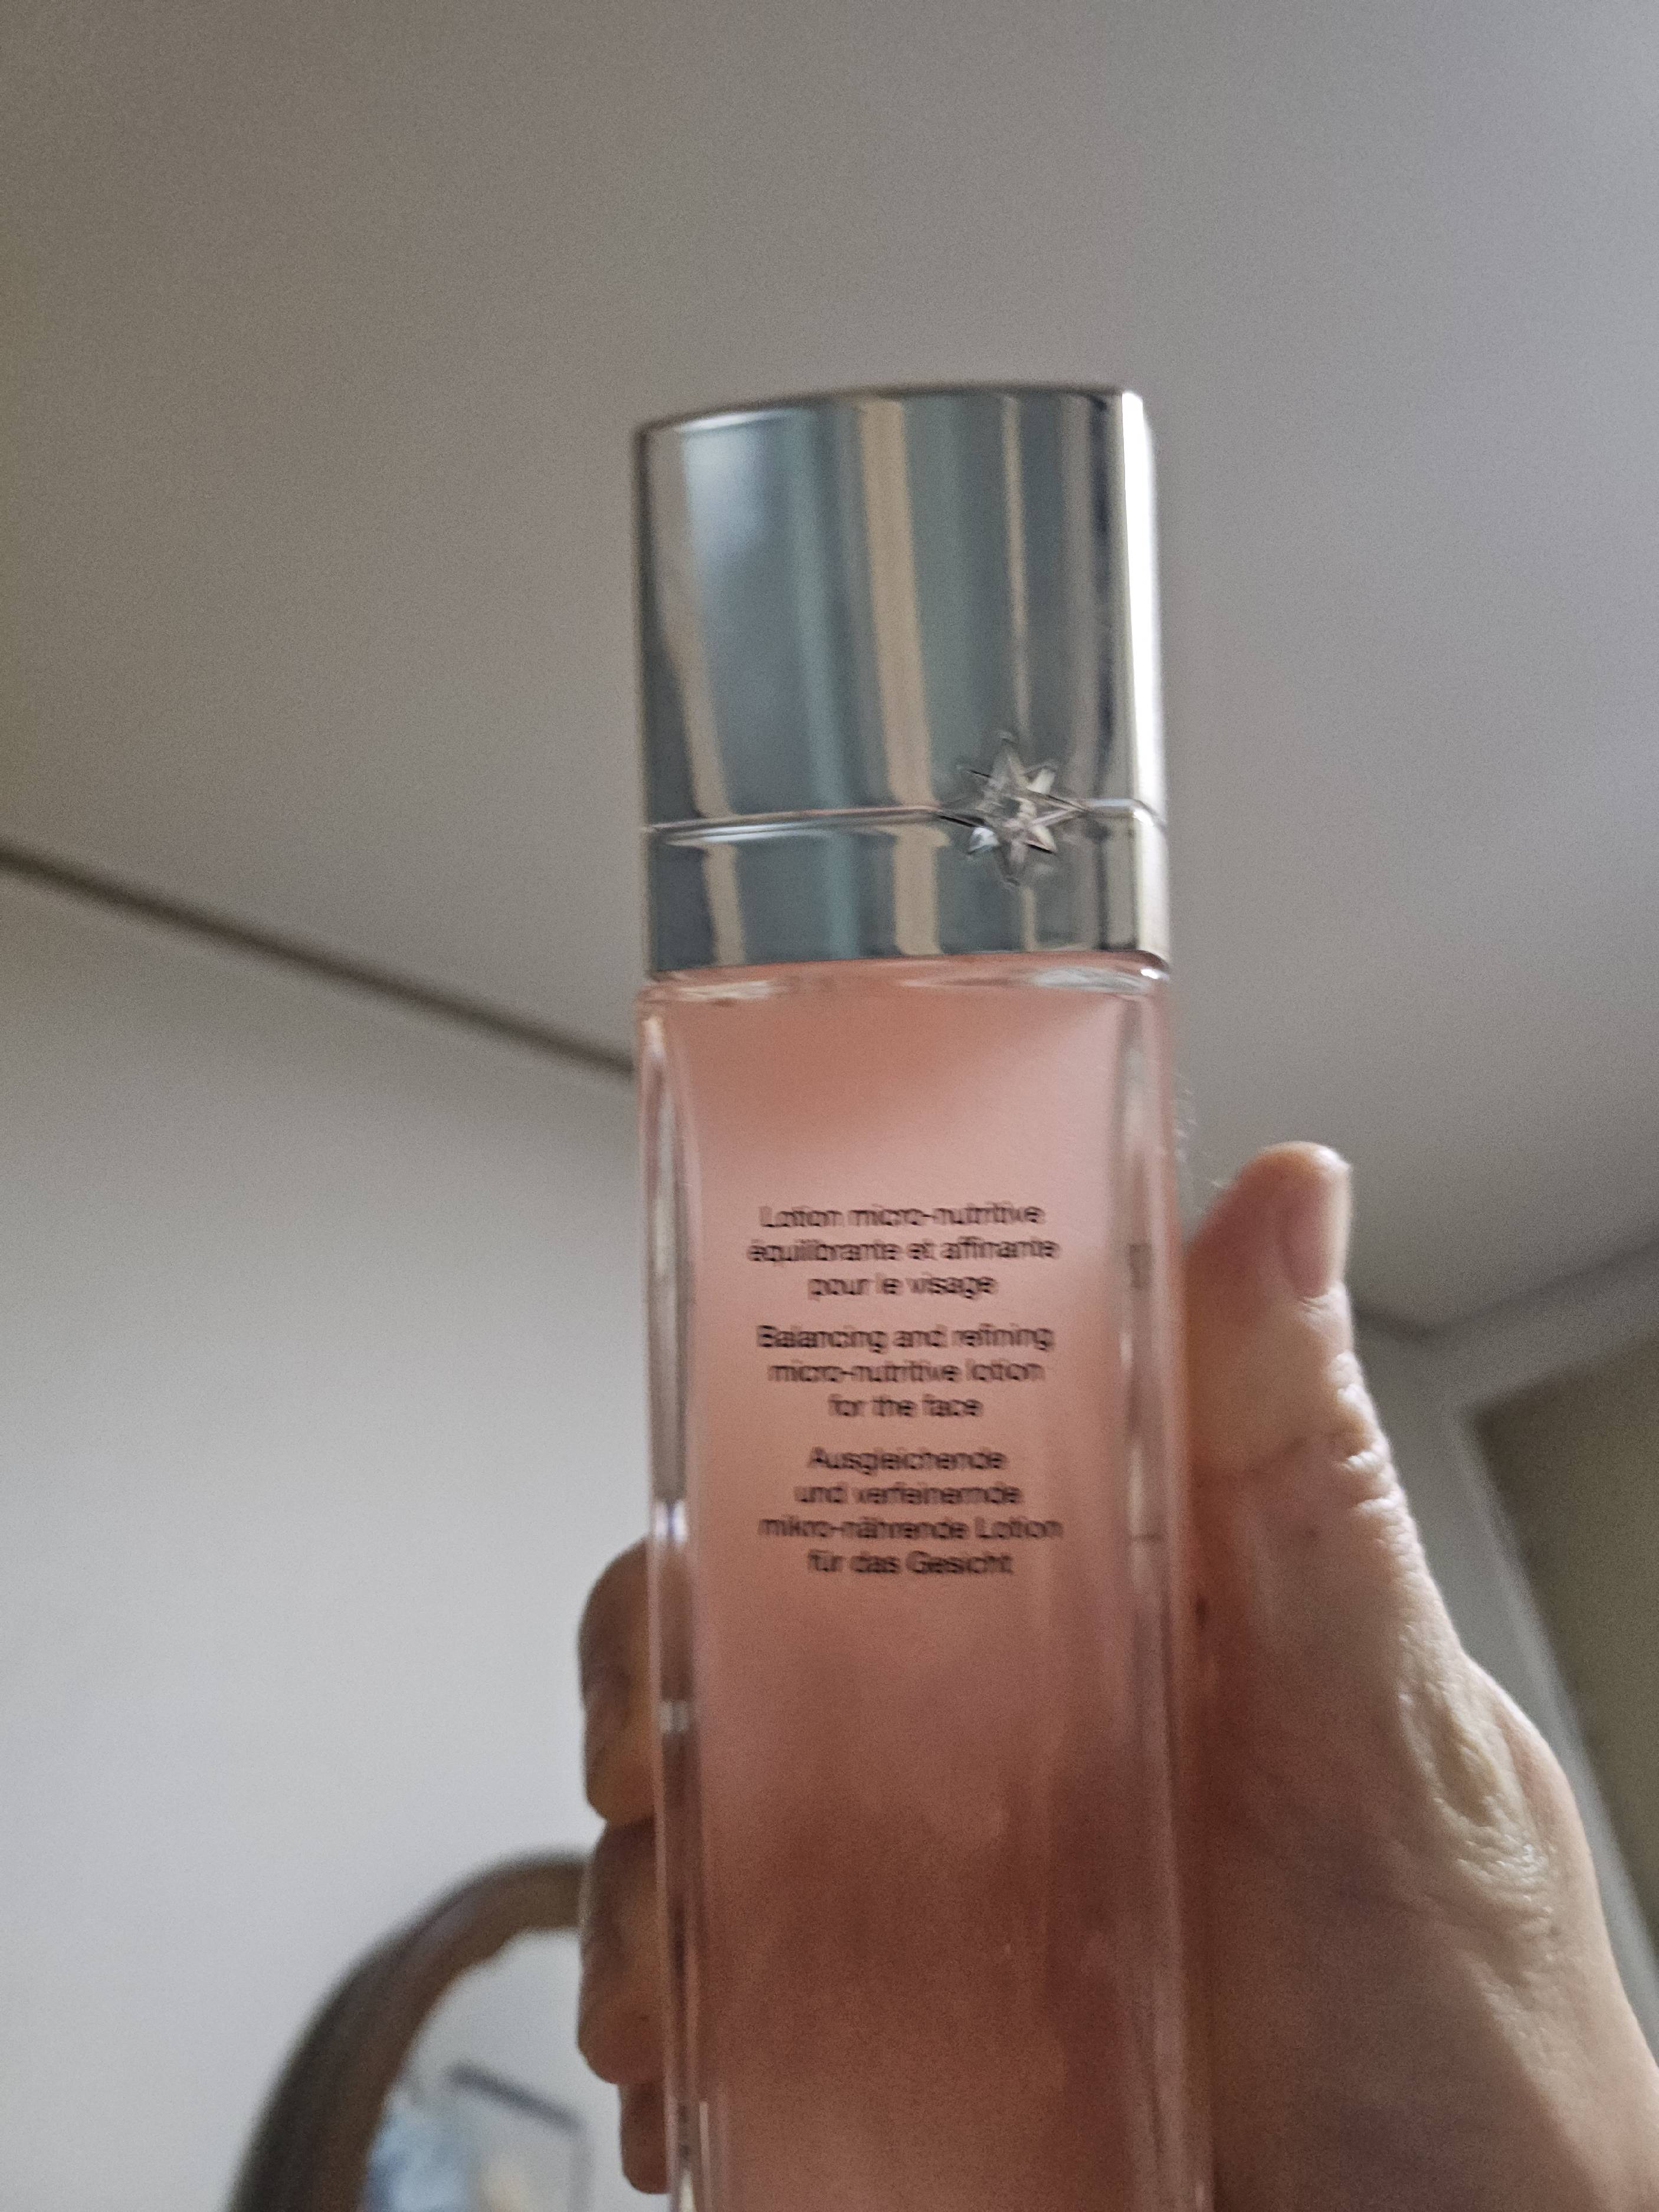 Lotion micro-nutritive
équilibrante et affinante
pour le visage
Balancing and refining
micro-nutritive lotion
for the face
Ausgleichende
und verfeinernde
mikro-nährende Lotion
für das Gesicht